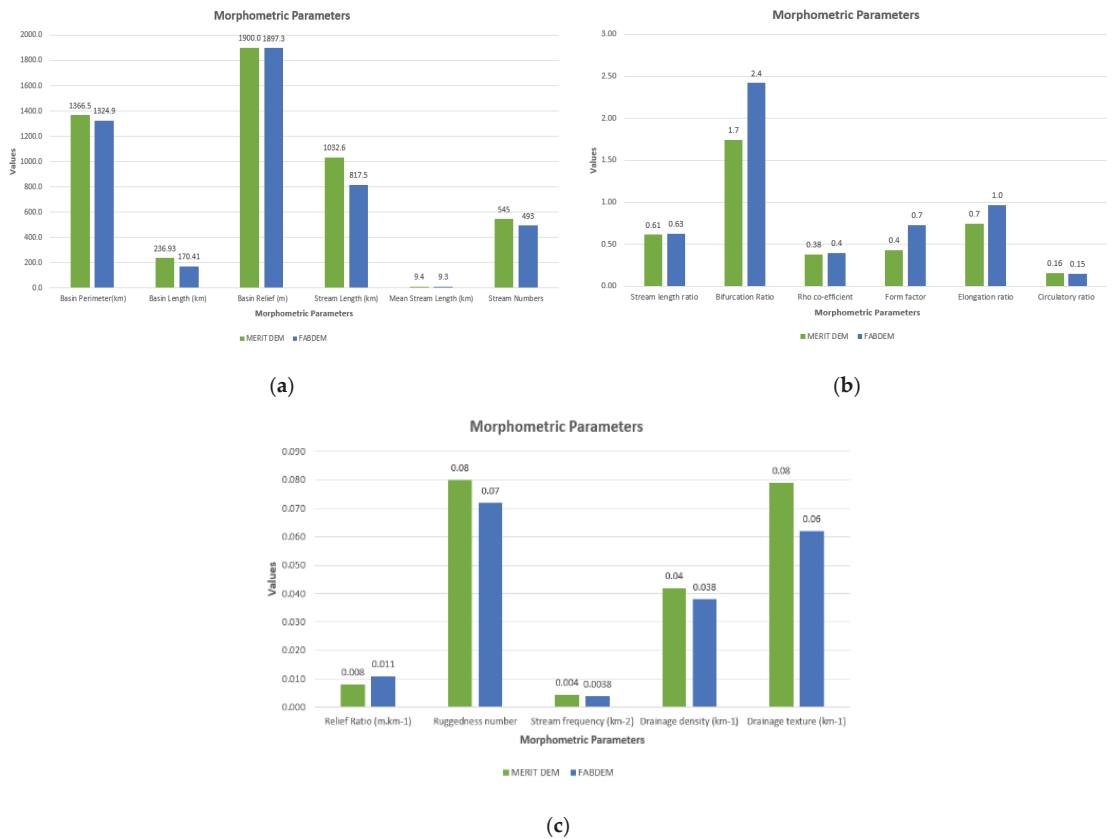 Morphometric Parameters
2000.0
1800.0
1600.0
1400.0
1200.0
1000.0
800.0
600.0
400.0
200.0
0.0
Values
1366.5 1324.9
236.93 170.41
1900.0 1897.3
1032.6 817.5
9.4 9.3
545 493
Basin Perimeter(km) Basin Length (km) Basin Relief (m) Stream Length (km) Mean Stream Length (km) Stream Numbers
Morphometric Parameters
MERIT DEM FABDEM
(a)
Morphometric Parameters
3.00
2.50
2.00
1.50
1.00
0.50
0.00
Values
0.61 0.63
1.7 2.4
0.38 0.4
0.4 0.7
0.7 1.0
0.16 0.15
Stream length ratio Bifurcation Ratio Rho co-efficient Form factor Elongation ratio Circulatory ratio
Morphometric Parameters
MERIT DEM FABDEM
(b)
Morphometric Parameters
0.090
0.080
0.070
0.060
0.050
0.040
0.030
0.020
0.010
0.000
Values
0.008 0.011
0.08 0.07
0.004 0.0038
0.04 0.038
0.08 0.06
Relief Ratio (m.km-1) Ruggedness number Stream frequency (km-2) Drainage density (km-1) Drainage texture (km-1)
Morphometric Parameters
MERIT DEM FABDEM
(c)